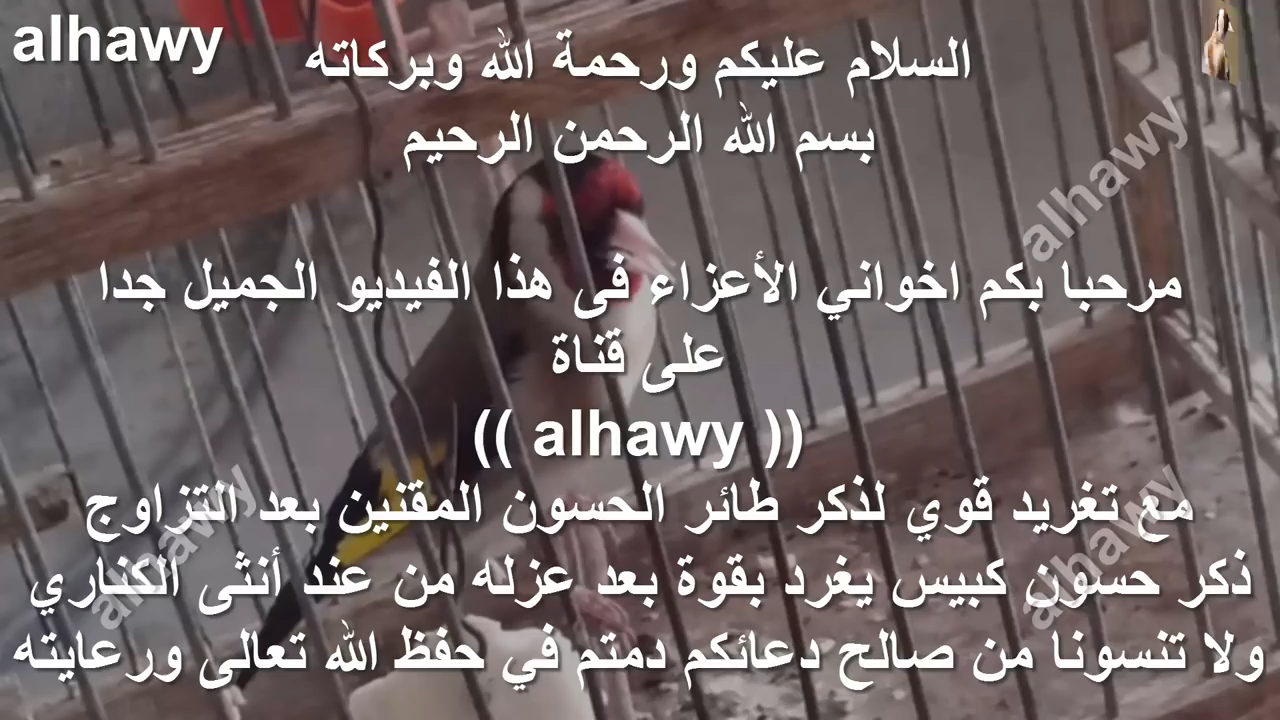 alhawy
السلام عليكم ورحمة الله وبركاته
بسم الله الرحمن الرحيم
alhawy
مرحبا بكم اخواني الأعزاء فى هذا الفيديو الجميل جدا
على قناة
(( alhawy ))
مع تغريد قوي لذكر طائر الحسون المقنين بعد التزاوج
ذكر حسون كبيس يغرد بقوة بعد عزله من عند أنثى الكناري
ولا تنسونا من صالح دعائكم دمتم في حفظ الله تعالى ورعايته
alhawy
alhawy